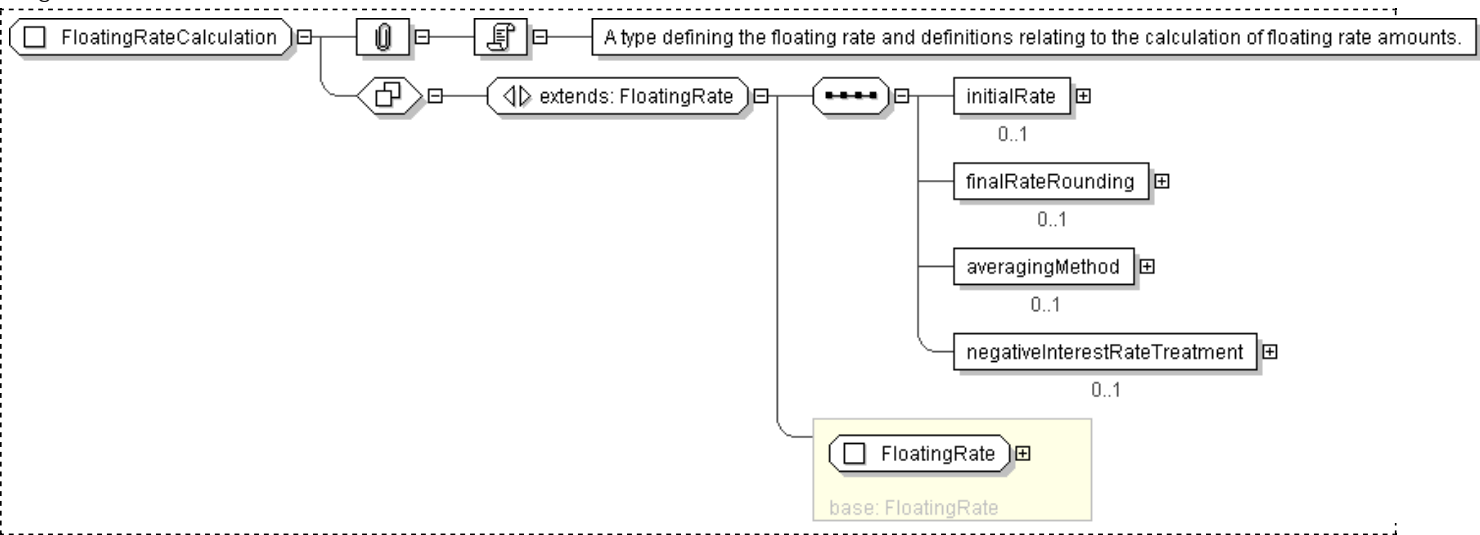 FloatingRateCalculation
A type defining the floating rate and definitions relating to the calculation of floating rate amounts.
extends: FloatingRate
initialRate
0..1
finalRateRounding
0..1
averagingMethod
0..1
negativeInterestRateTreatment
0..1
FloatingRate
base: FloatingRate